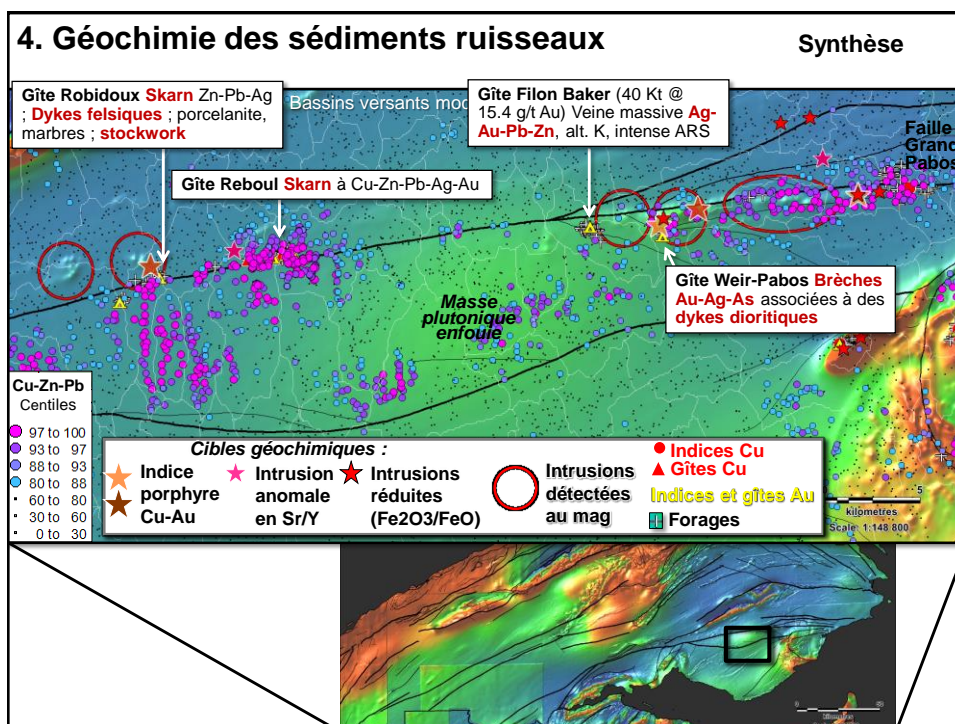 4. Géochimie des sédiments ruisseaux
Synthèse
Gîte Robidoux Skarn Zn-Pb-Ag
; Dykes felsiques ; porcelanite,
marbres ; stockwork
Bassins versants
Gîte Filon Baker (40 Kt @
15.4 g/t Au) Veine massive Ag-
Au-Pb-Zn, alt. K, intense ARS
Faille
Grand
Pabos
Gîte Reboul Skarn à Cu-Zn-Pb-Ag-Au
Gîte Weir-Pabos Brèches
Au-Ag-As associées à des
dykes dioritiques
Masse
plutonique
enfouie
Cu-Zn-Pb
Centiles
97 to 100
93 to 97
88 to 93
80 to 88
60 to 80
30 to 60
0 to 30
Cibles géochimiques :
Indice
porphyre
Cu-Au
Intrusion
anomale
en Sr/Y
Intrusions
réduites
(Fe2O3/FeO)
Intrusions
détectées
au mag
Indices Cu
Gîtes Cu
Indices et gîtes Au
Forages
5
kilometres
Scale: 1:148 800
kilometres